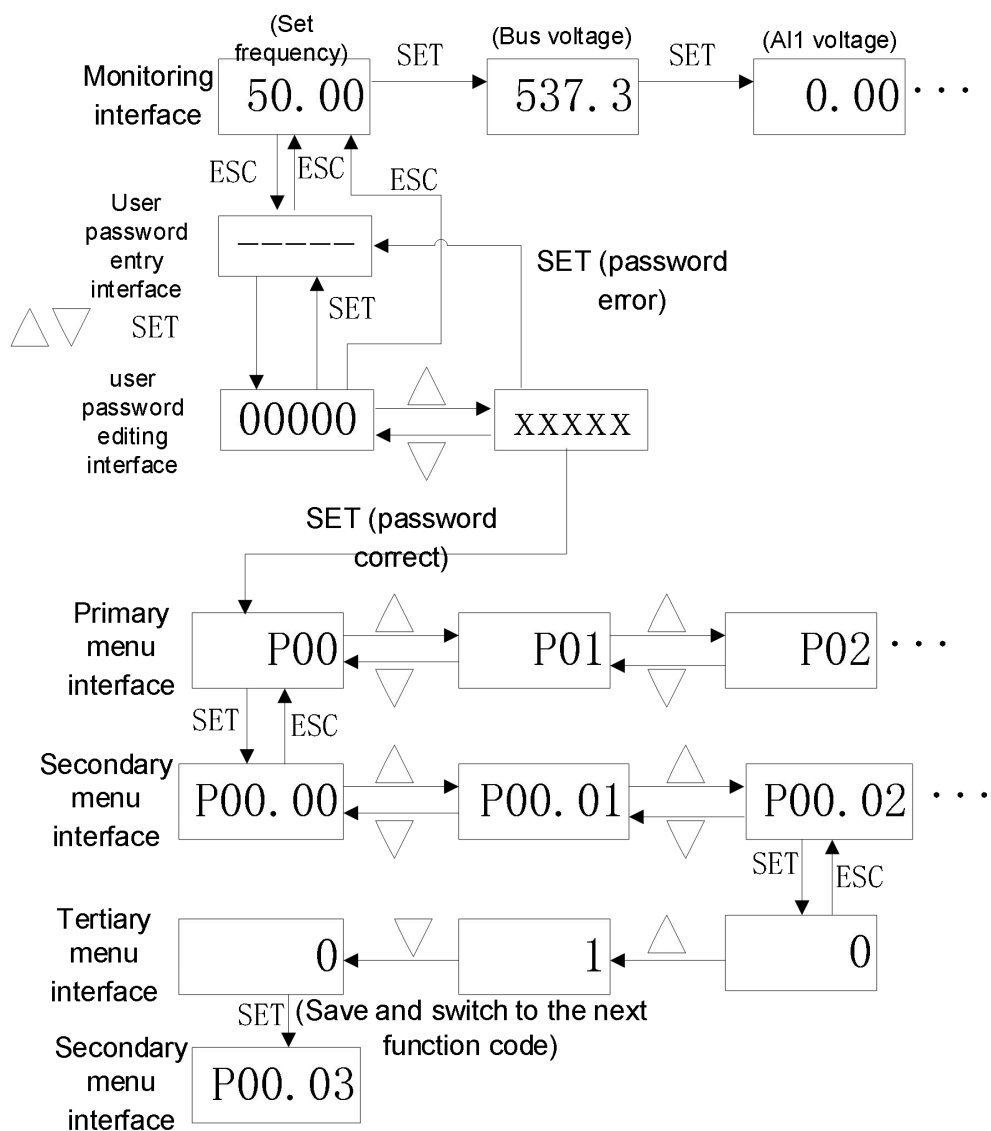 (Set
frequency)
SET
(Bus voltage)
SET
(AI1 voltage)
Monitoring
interface
50.00
537.3
0.00 ···
ESC
ESC
ESC
User
password
entry
interface
-----
SET (password
error)
SET
SET
user
password
editing
interface
00000
xxxxx
SET (password
correct)
Primary
menu
interface
P00
P01
P02 ···
SET
ESC
Secondary
menu
interface
P00.00
P00.01
P00.02 ···
SET
ESC
Tertiary
menu
interface
0
1
0
SET
(Save and switch to the next
function code)
Secondary
menu
interface
P00.03